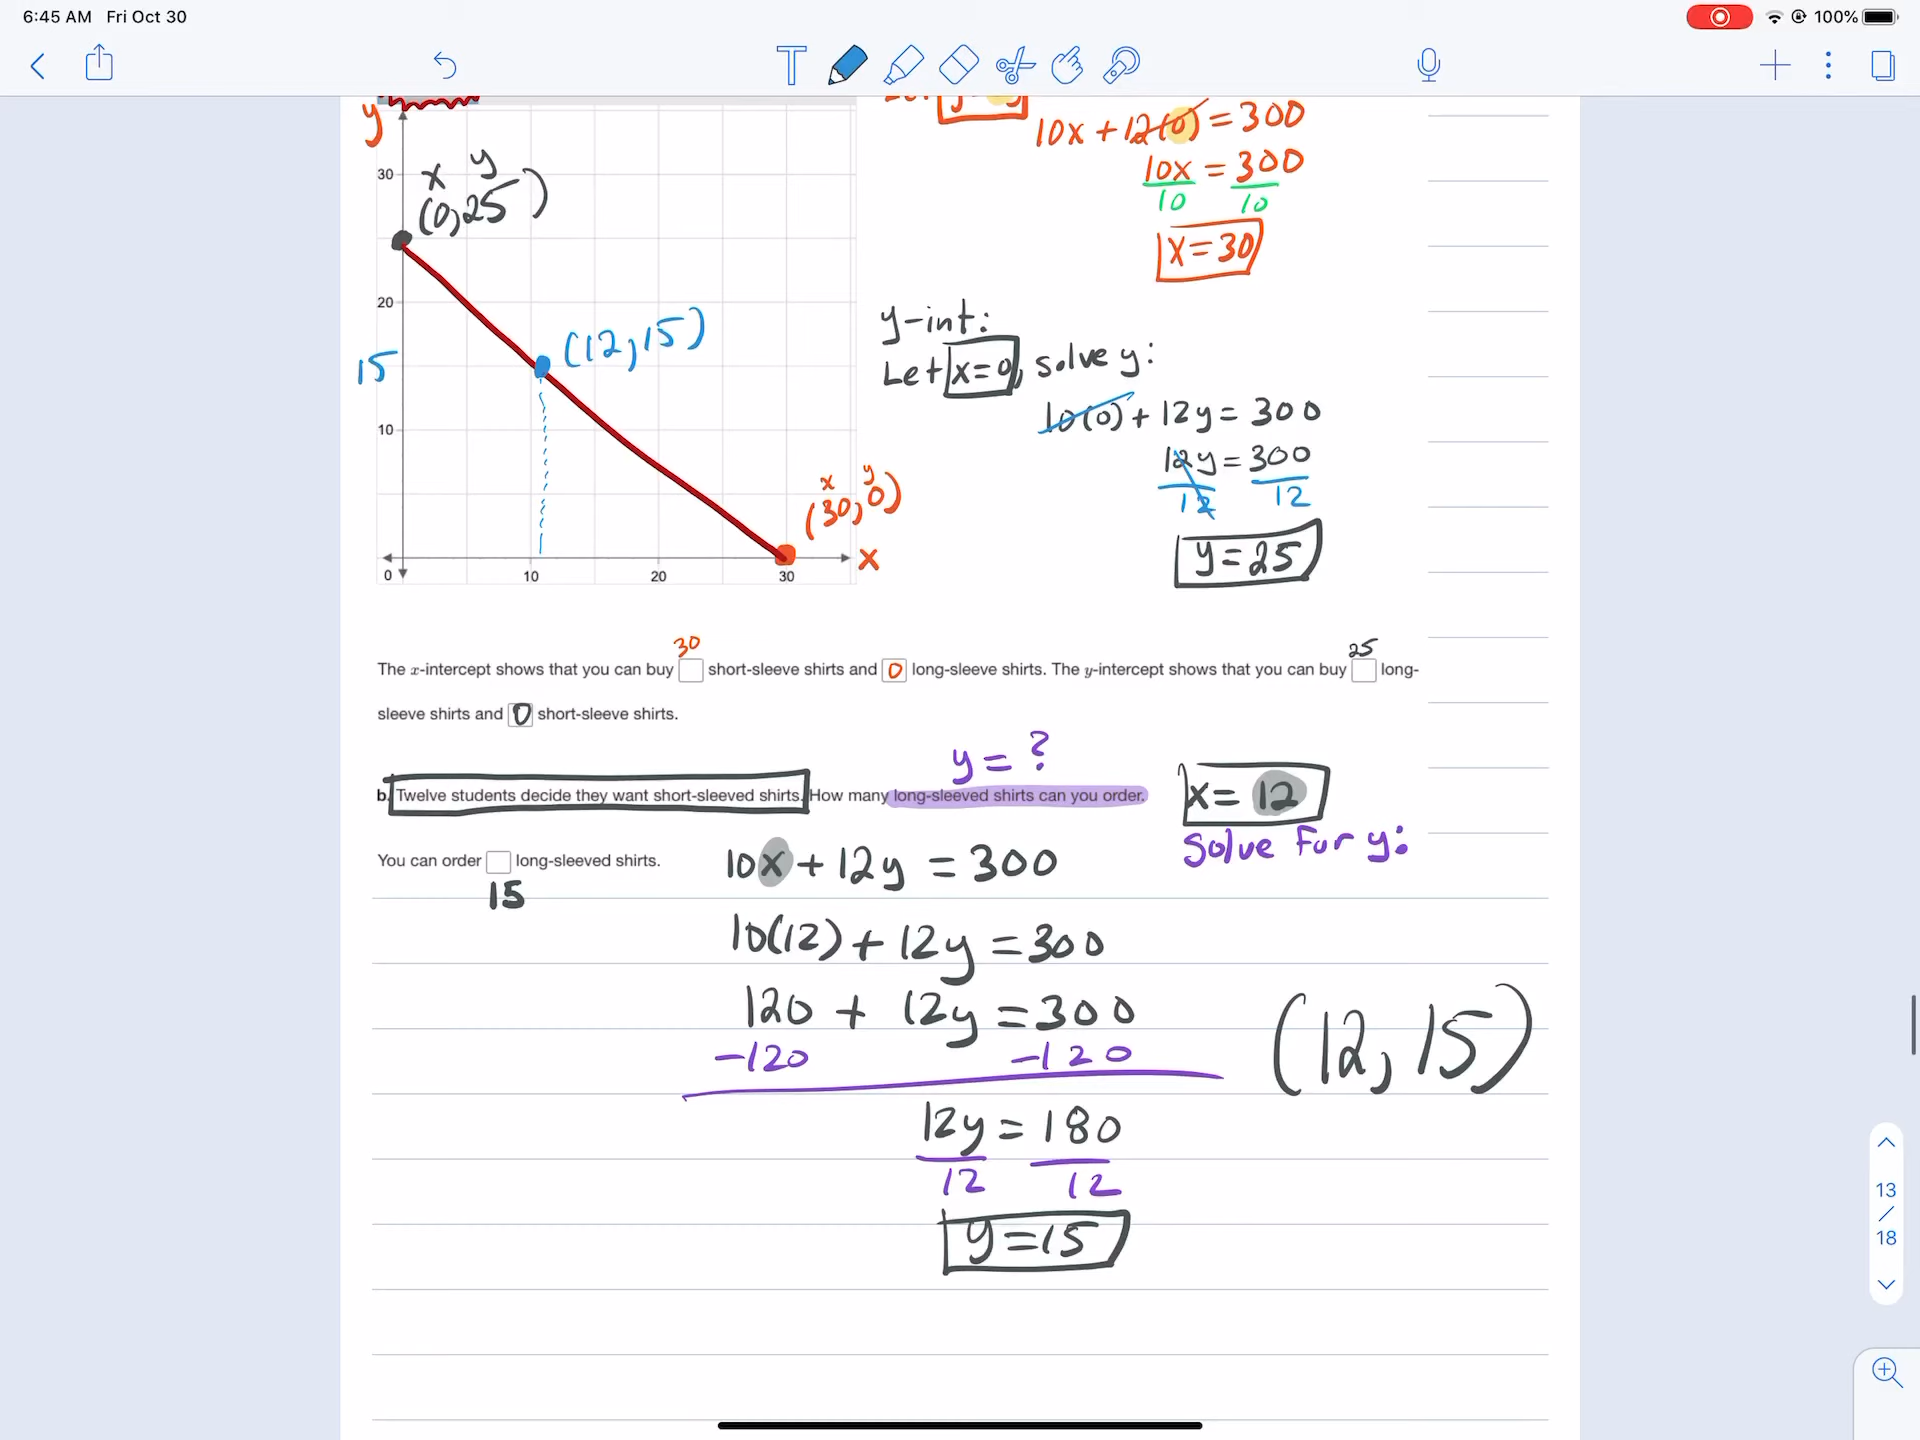 6:45 AM Fri Oct 30
100%
y
10x + 12(0) = 300
30
x y
(0,25)
10x = 300
10 10
x = 30
20
y-int:
(12,15)
15
Let x=0, solve y:
10(0) + 12y = 300
10
12y = 300
12 12
x y
(30,0)
y = 25
x
0 10 20 30
30
25
The x-intercept shows that you can buy short-sleeve shirts and 0 long-sleeve shirts. The y-intercept shows that you can buy long-
sleeve shirts and 0 short-sleeve shirts.
y = ?
b. Twelve students decide they want short-sleeved shirts. How many long-sleeved shirts can you order.
x = 12
Solve for y:
You can order long-sleeved shirts.
15
10x + 12y = 300
10(12) + 12y = 300
120 + 12y = 300
-120 -120
(12, 15)
12y = 180
12 12
y = 15
13
/
18